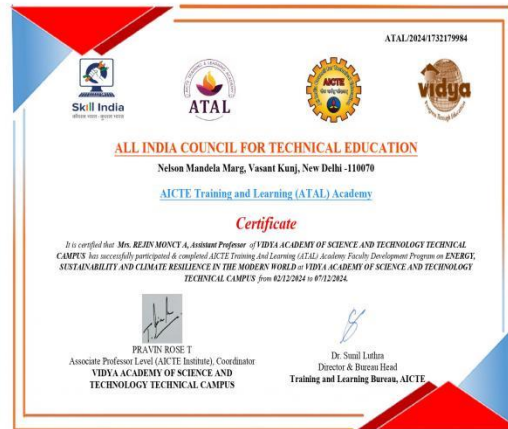 ATAL/2024/1732179984
Skill India
कौशल भारत - कुशल भारत
ATAL
AICTE
vidya
ALL INDIA COUNCIL FOR TECHNICAL EDUCATION
Nelson Mandela Marg, Vasant Kunj, New Delhi -110070
AICTE Training and Learning (ATAL) Academy
Certificate
It is certified that Mrs. REJIN MONCY A, Assistant Professor of VIDYA ACADEMY OF SCIENCE AND TECHNOLOGY TECHNICAL
CAMPUS has successfully participated & completed AICTE Training And Learning (ATAL) Academy Faculty Development Program on ENERGY,
SUSTAINABILITY AND CLIMATE RESILIENCE IN THE MODERN WORLD at VIDYA ACADEMY OF SCIENCE AND TECHNOLOGY
TECHNICAL CAMPUS from 02/12/2024 to 07/12/2024.
PRAVIN ROSE T
Associate Professor Level (AICTE Institute), Coordinator
VIDYA ACADEMY OF SCIENCE AND
TECHNOLOGY TECHNICAL CAMPUS
Dr. Sunil Luthra
Director & Bureau Head
Training and Learning Bureau, AICTE